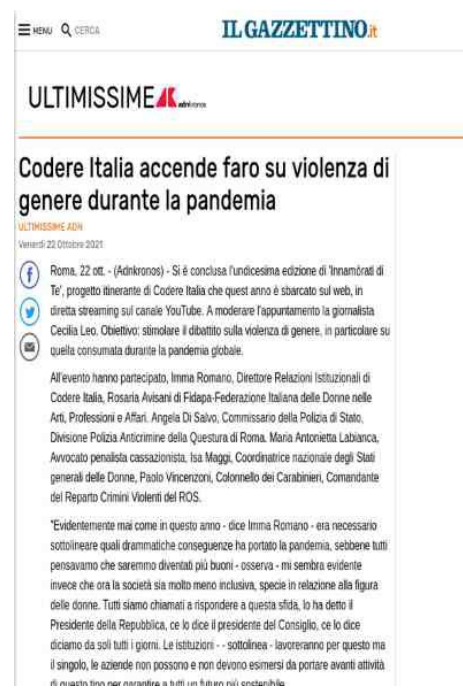 MENU CERCA IL GAZZETTINO.it
ULTIMISSIME adnkronos
Codere Italia accende faro su violenza di
genere durante la pandemia
ULTIMISSIME ADN
Venerdì 22 Ottobre 2021
Roma, 22 ott. - (Adnkronos) - Si è conclusa l'undicesima edizione di 'Innamòrati di
Te', progetto itinerante di Codere Italia che quest anno è sbarcato sul web, in
diretta streaming sul canale YouTube. A moderare l'appuntamento la giornalista
Cecilia Leo. Obiettivo: stimolare il dibattito sulla violenza di genere, in particolare su
quella consumata durante la pandemia globale.
All'evento hanno partecipato, Imma Romano, Direttore Relazioni Istituzionali di
Codere Italia, Rosaria Avisani di Fidapa-Federazione Italiana delle Donne nelle
Arti, Professioni e Affari. Angela Di Salvo, Commissario della Polizia di Stato,
Divisione Polizia Anticrimine della Questura di Roma. Maria Antonietta Labianca,
Avvocato penalista cassazionista, Isa Maggi, Coordinatrice nazionale degli Stati
generali delle Donne, Paolo Vincenzoni, Colonnello dei Carabinieri, Comandante
del Reparto Crimini Violenti del ROS.
"Evidentemente mai come in questo anno - dice Imma Romano - era necessario
sottolineare quali drammatiche conseguenze ha portato la pandemia, sebbene tutti
pensavamo che saremmo diventati più buoni - osserva - mi sembra evidente
invece che ora la società sia molto meno inclusiva, specie in relazione alla figura
delle donne. Tutti siamo chiamati a rispondere a questa sfida, lo ha detto il
Presidente della Repubblica, ce lo dice il presidente del Consiglio, ce lo dice
diciamo da soli tutti i giorni. Le istituzioni - - sottolinea - lavoreranno per questo ma
il singolo, le aziende non possono e non devono esimersi da portare avanti attività
di questo tipo per garantire a tutti un futuro più sostenibile